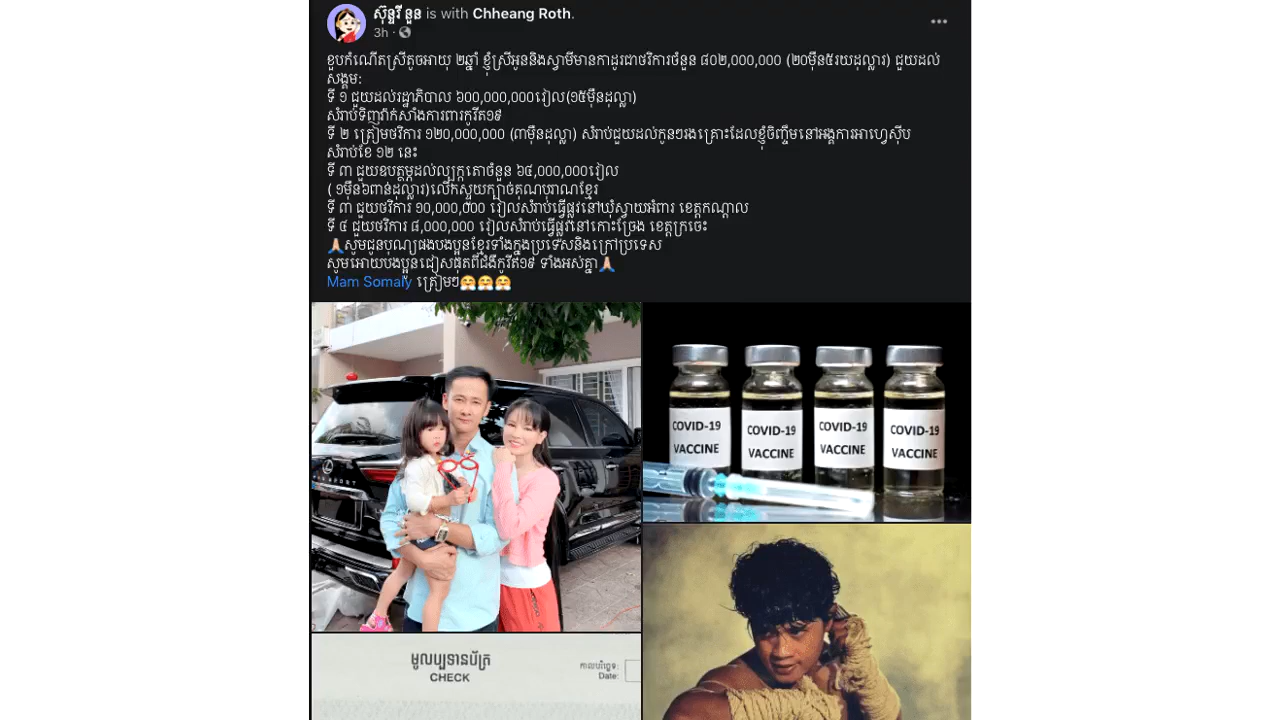 ស៊ុន្នរី នួន is with Chheang Roth.
3h
ខួបកំណើតស្រីតូចអាយុ ២ឆ្នាំ ខ្ញុំស្រីអូននិងស្វាមីមានកាដូរជាថវិការចំនួន ៨០២,000,000 (២០ម៉ឺន៥រយដុល្លារ) ជួយដល់
សង្គម:
ទី ១ ជួយដល់រដ្ឋាភិបាល ៦00,000,000រៀល(១៥ម៉ឺនដុល្លា)
សំរាប់ទិញវ៉ាក់សាំងការពារកូវីត១៩
ទី ២ ត្រៀមថវិការ ១២0,000,000 (៣ម៉ឺនដុល្លា) សំរាប់ជួយដល់កូនៗរងគ្រោះដែលខ្ញុំចិញ្ចឹមនៅអង្គការអាហ្វេស៊ីប
សំរាប់ខែ ១២ នេះ
ទី ៣ ជួយឧបត្ថម្ភដល់ល្បុក្កតោចំនួន ៦៤,000,000រៀល
( ១ម៉ឺន៦ពាន់ដុល្លារ)លើកស្ទួយក្បាច់គុណបុរាណខ្មែរ
ទី ៣ ជួយថវិការ ១0,000,000 រៀលសំរាប់ធ្វើផ្លូវនៅឃុំស្វាយអំពារ ខេត្តកណ្តាល
ទី ៤ ជួយថវិការ ៨,000,000 រៀលសំរាប់ធ្វើផ្លូវនៅកោះច្រែង ខេត្តក្រចេះ
🙏🏻សូមជូនបុណ្យផងបងប្អូនខ្មែរទាំងក្នុងប្រទេសនិងក្រៅប្រទេស
សូមអោយបងប្អូនជៀសផុតពីជំងឺកូវីត១៩ ទាំងអស់គ្នា🙏🏻
Mam Somaly ត្រៀមៗ🤗🤗🤗
COVID-19 VACCINE
COVID-19 VACCINE
COVID-19 VACCINE
COVID-19 VACCINE
មូលប្បទានប័ត្រ
CHECK
កាលបរិច្ឆេទ:
Date: